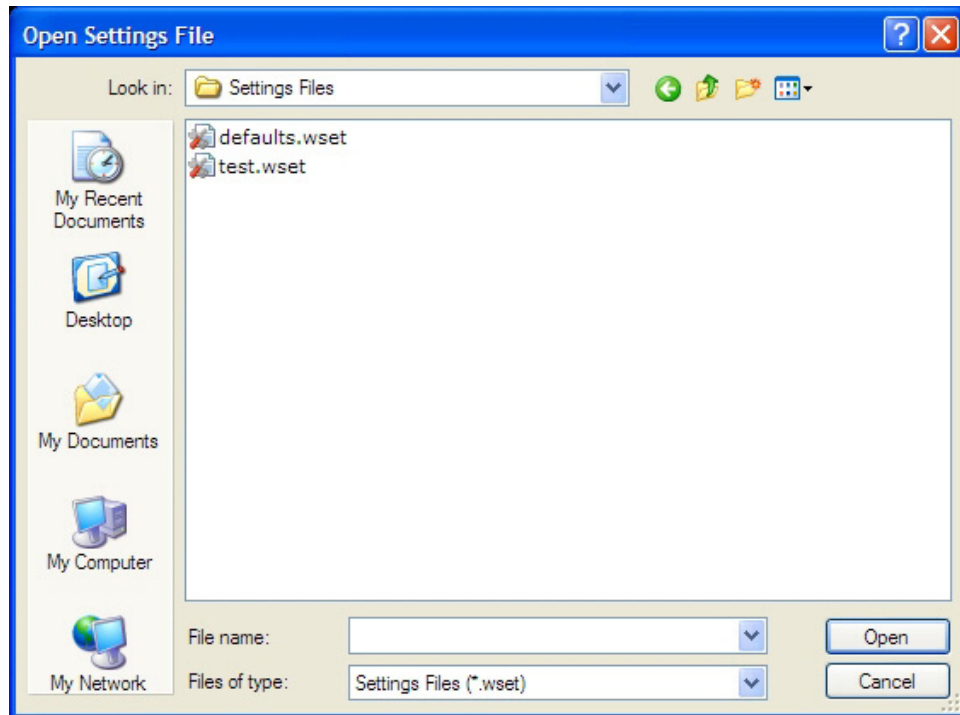 Open Settings File
Look in: Settings Files
defaults.wset
test.wset
My Recent
Documents
Desktop
My Documents
My Computer
My Network
File name:
Open
Files of type: Settings Files (*.wset)
Cancel